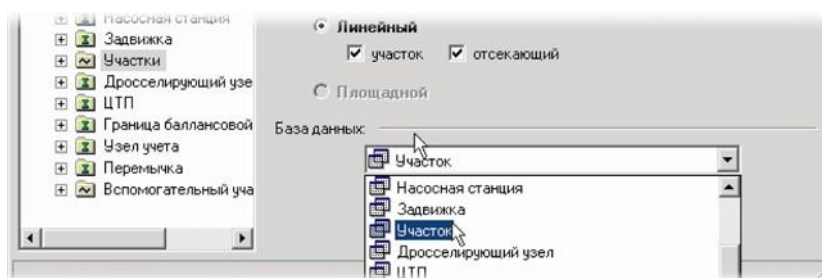 Насосная станция
Задвижка
Участки
Дросселирующий узе
ЦТП
Граница баллансовой
Узел учета
Перемычка
Вспомогательный уча
Линейный
участок отсекающий
Площадной
База данных:
Участок
Насосная станция
Задвижка
Участок
Дросселирующий узел
ЦТП